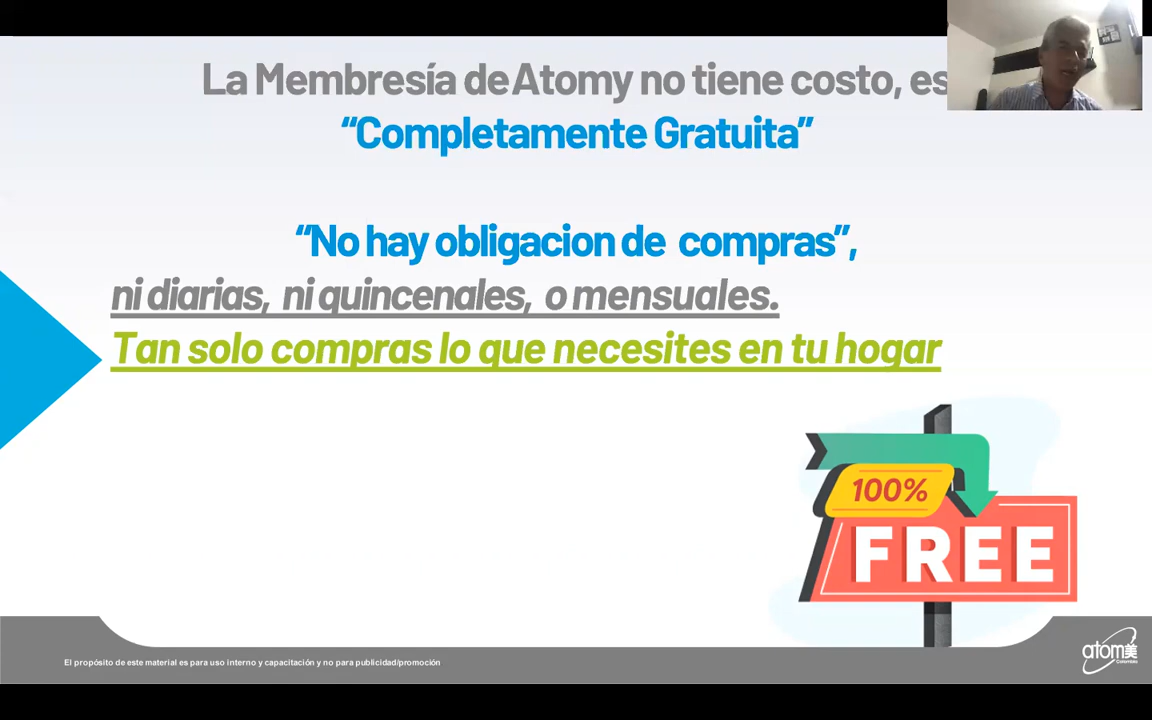 La Membresía de Atomy no tiene costo, es
“Completamente Gratuita”
“No hay obligacion de compras”,
ni diarias, ni quincenales, o mensuales.
Tan solo compras lo que necesites en tu hogar
100%
FREE
El propósito de este material es para uso interno y capacitación y no para publicidad/promoción
atom美
Colombia